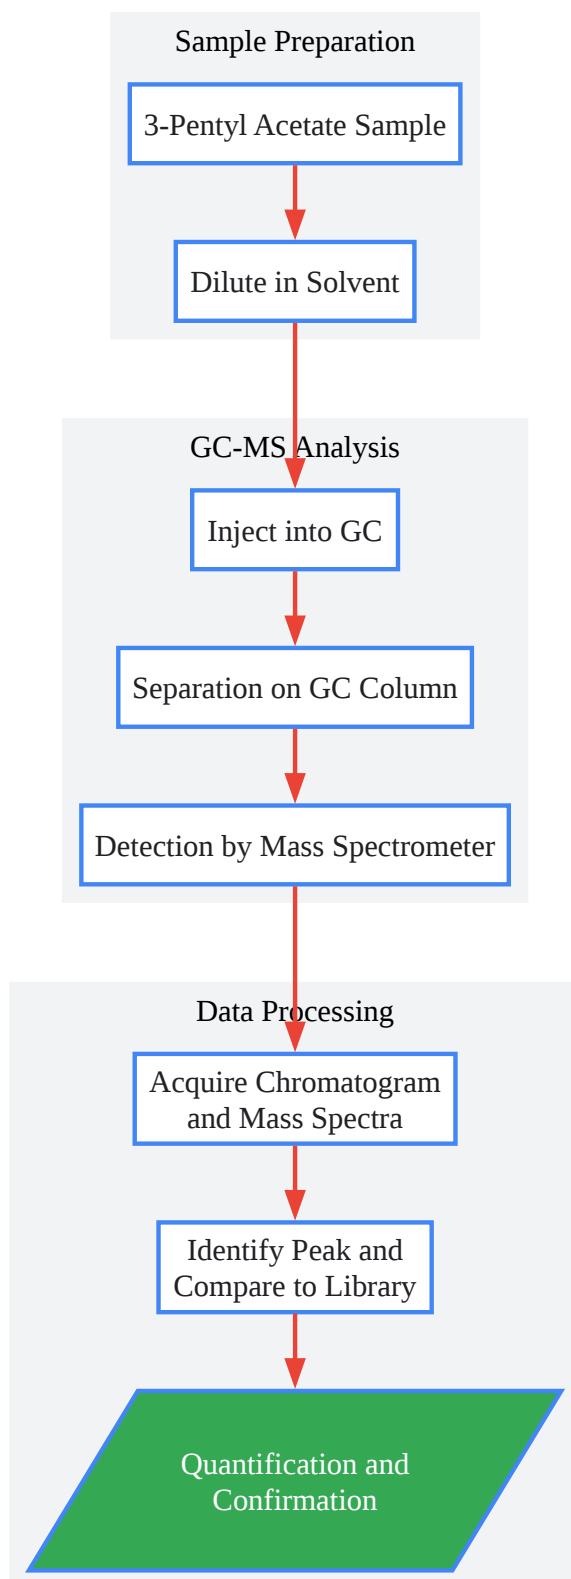 Sample Preparation
3-Pentyl Acetate Sample
Dilute in Solvent
GC-MS Analysis
Inject into GC
Separation on GC Column
Detection by Mass Spectrometer
Data Processing
Acquire Chromatogram
and Mass Spectra
Identify Peak and
Compare to Library
Quantification and
Confirmation